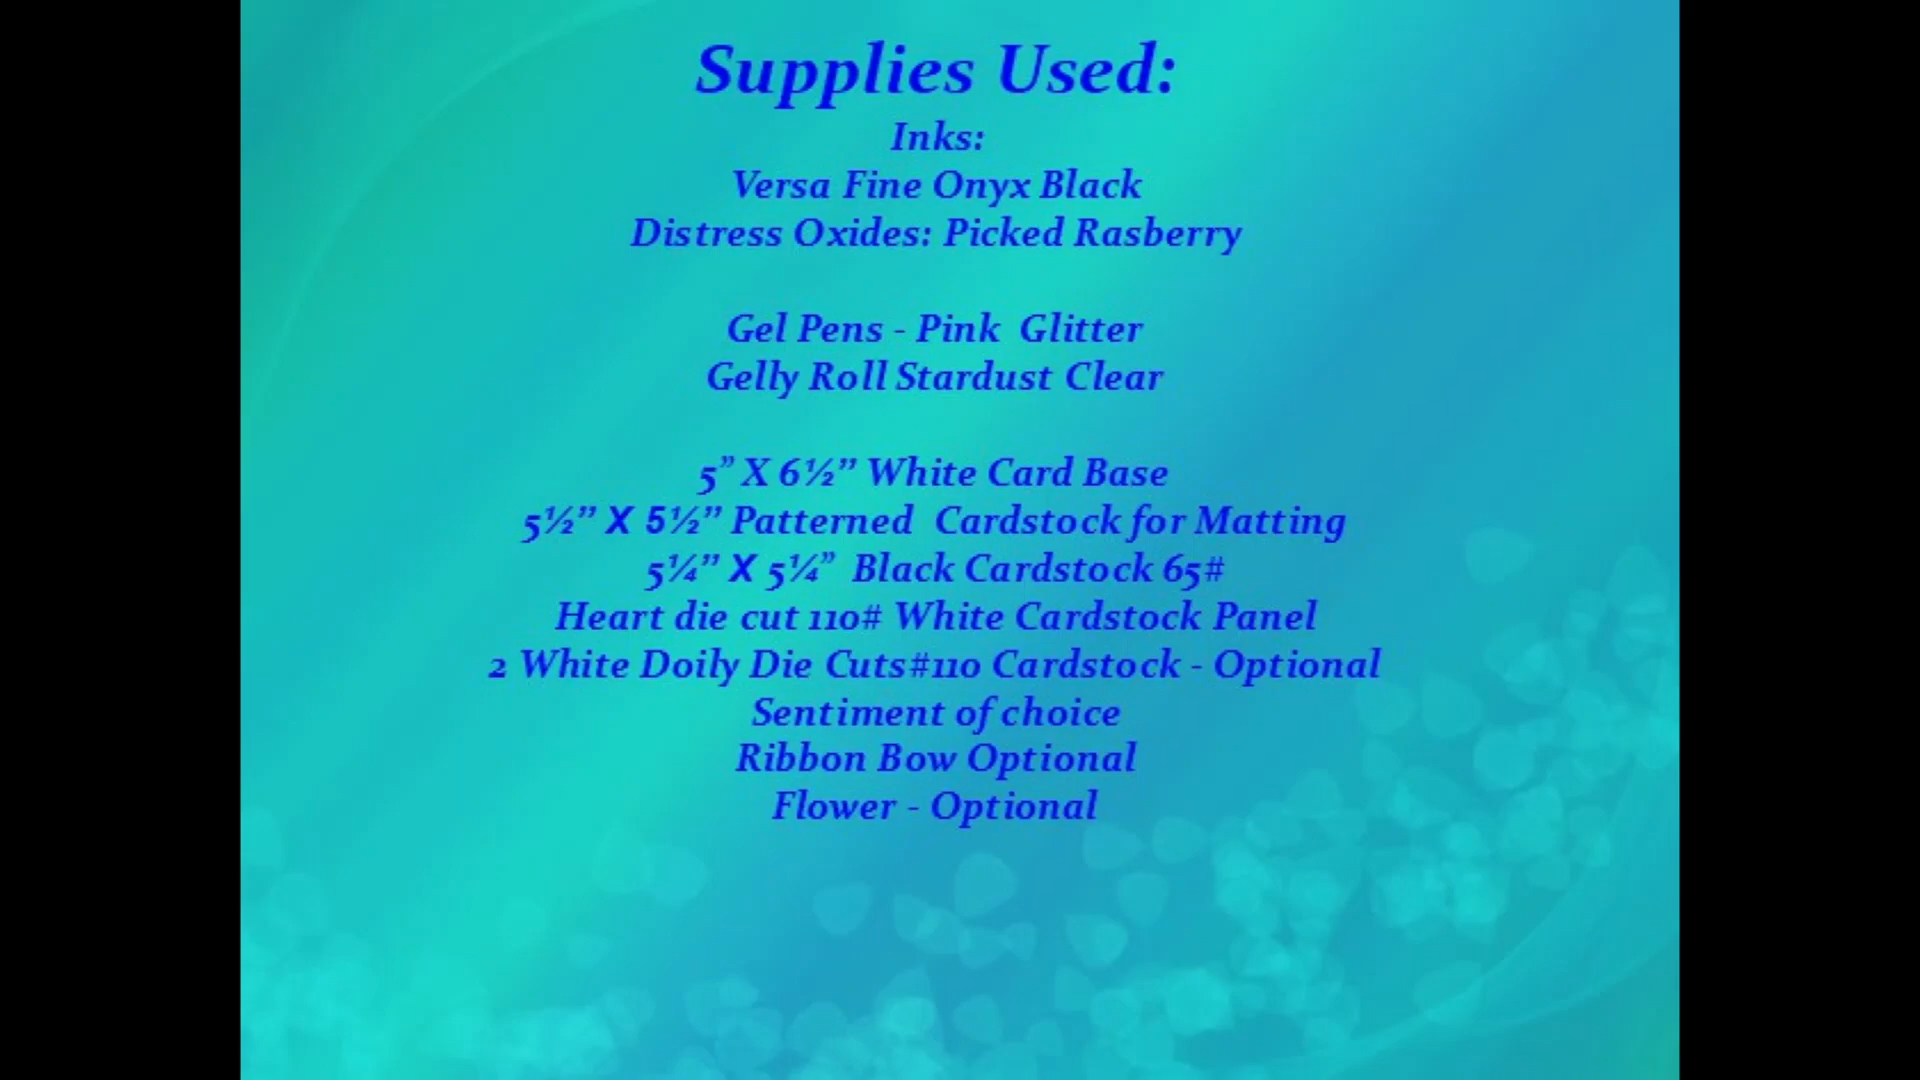 Supplies Used:
Inks:
Versa Fine Onyx Black
Distress Oxides: Picked Rasberry
Gel Pens - Pink  Glitter
Gelly Roll Stardust Clear
5” X 6½’’ White Card Base
5½’’ X 5½’’ Patterned  Cardstock for Matting
5¼’’ X 5¼”  Black Cardstock 65#
Heart die cut 110# White Cardstock Panel
2 White Doily Die Cuts#110 Cardstock - Optional
Sentiment of choice
Ribbon Bow Optional
Flower - Optional